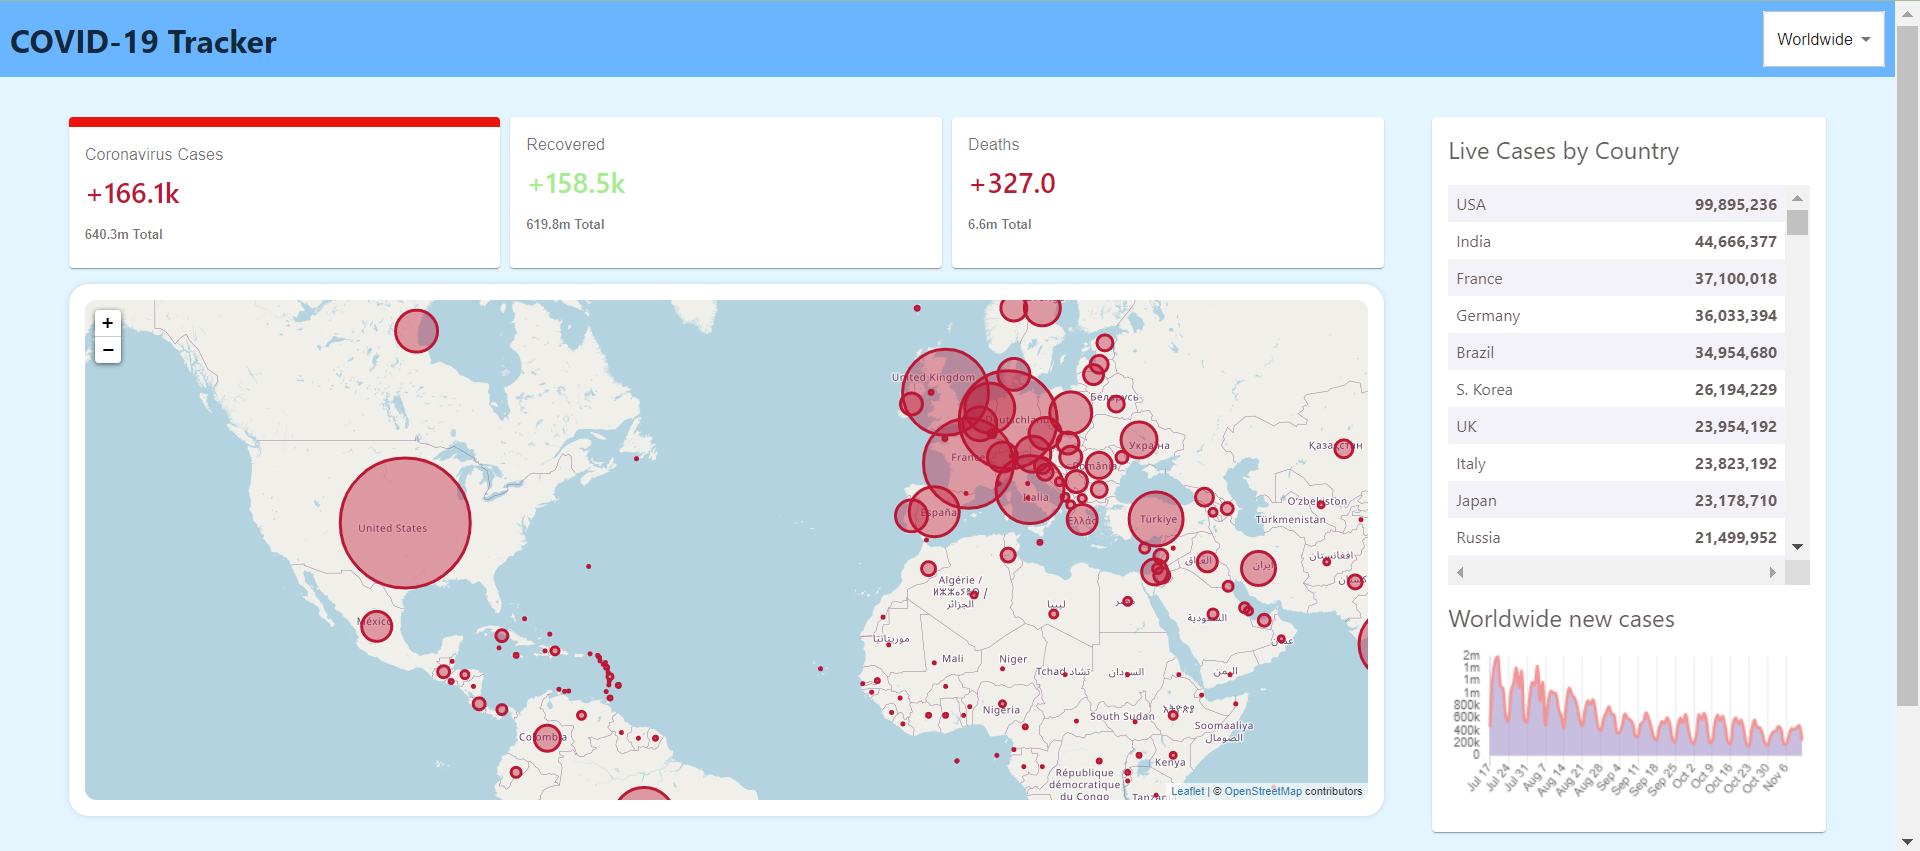 COVID-19 Tracker
Worldwide
Coronavirus Cases
+166.1k
640.3m Total
Recovered
+158.5k
619.8m Total
Deaths
+327.0
6.6m Total
+
−
United Kingdom
Беларусь
Deutschland
Україна
Қазақстан
France
România
Italia
España
Ελλάς
Türkiye
O'zbekiston
Türkmenistan
افغانستان
United States
العراق
ایران
Algérie /
الجزائر
ليبيا
مصر
السعودية
عمان
México
موريتانيا
Mali
Niger
Tchad تشاد
السودان
اليمن
Nigeria
South Sudan
Soomaaliya
الصومال
Colombia
Kenya
République
démocratique
du Congo
Leaflet | © OpenStreetMap contributors
Live Cases by Country
USA 99,895,236
India 44,666,377
France 37,100,018
Germany 36,033,394
Brazil 34,954,680
S. Korea 26,194,229
UK 23,954,192
Italy 23,823,192
Japan 23,178,710
Russia 21,499,952
Worldwide new cases
2m
1m
1m
1m
800k
600k
400k
200k
0
Jul 17 Jul 24 Jul 31 Aug 7 Aug 14 Aug 21 Aug 28 Sep 4 Sep 11 Sep 18 Sep 25 Oct 2 Oct 9 Oct 16 Oct 23 Oct 30 Nov 6